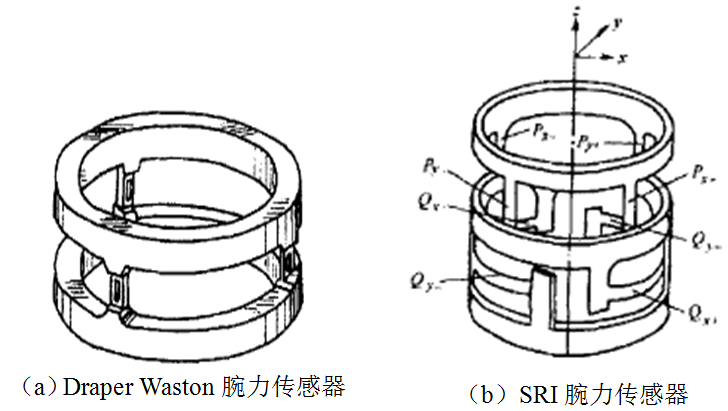 z
y
x
Px-
Py+
Px+
Qx
Qy
Qy-
Qx+
(a) Draper Waston 腕力传感器
(b) SRI 腕力传感器